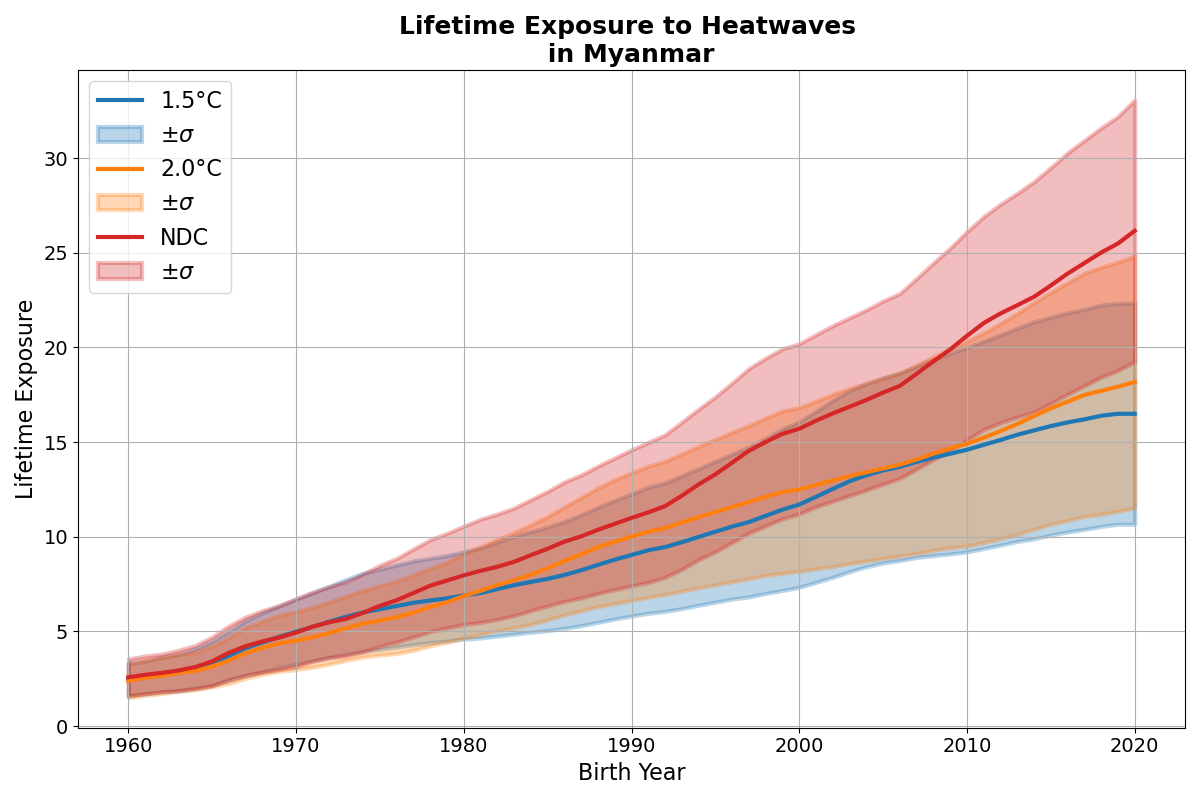 Lifetime Exposure to Heatwaves
in Myanmar
1.5°C
±σ
2.0°C
±σ
NDC
±σ
Lifetime Exposure
30
25
20
15
10
5
0
1960 1970 1980 1990 2000 2010 2020
Birth Year